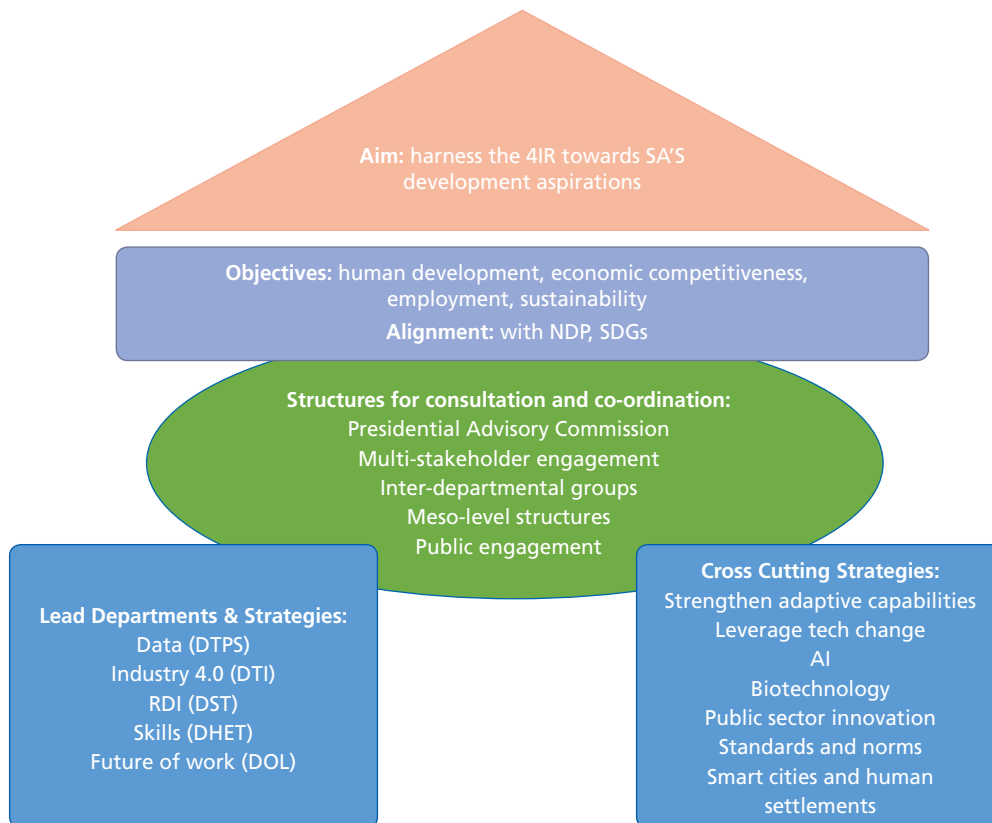 Aim: harness the 4IR towards SA'S
development aspirations
Objectives: human development, economic competitiveness,
employment, sustainability
Alignment: with NDP, SDGs
Structures for consultation and co-ordination:
Presidential Advisory Commission
Multi-stakeholder engagement
Inter-departmental groups
Meso-level structures
Public engagement
Lead Departments & Strategies:
Data (DTPS)
Industry 4.0 (DTI)
RDI (DST)
Skills (DHET)
Future of work (DOL)
Cross Cutting Strategies:
Strengthen adaptive capabilities
Leverage tech change
AI
Biotechnology
Public sector innovation
Standards and norms
Smart cities and human
settlements